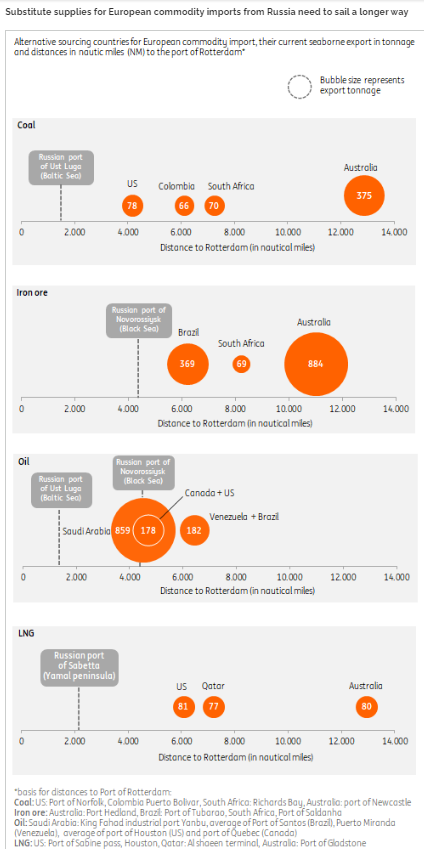 Substitute supplies for European commodity imports from Russia need to sail a longer way
Alternative sourcing countries for European commodity import, their current seaborne export in tonnage
and distances in nautic miles (NM) to the port of Rotterdam*
Bubble size represents
export tonnage
Coal
Russian port
of Ust Luga
(Baltic Sea)
US
Colombia
South Africa
Australia
78
66
70
375
0
2.000
4.000
6.000
8.000
10.000
12.000
14.000
Distance to Rotterdam (in nautical miles)
Iron ore
Russian port of
Novorossiysk
(Black Sea)
Brazil
South Africa
Australia
369
69
884
0
2.000
4.000
6.000
8.000
10.000
12.000
14.000
Distance to Rotterdam (in nautical miles)
Oil
Russian port
of Ust Luga
(Baltic Sea)
Russian port of
Novorossiysk
(Black Sea)
Canada + US
Venezuela + Brazil
Saudi Arabia
859
178
182
0
2.000
4.000
6.000
8.000
10.000
12.000
14.000
Distance to Rotterdam (in nautical miles)
LNG
Russian port
of Sabetta
(Yamal peninsula)
US
Qatar
Australia
81
77
80
0
2.000
4.000
6.000
8.000
10.000
12.000
14.000
Distance to Rotterdam (in nautical miles)
*basis for distances to Port of Rotterdam:
Coal: US: Port of Norfolk, Colombia Puerto Bolivar, South Africa: Richards Bay, Australia: port of Newcastle
Iron ore: Australia: Port Hedland, Brazil: Port of Tubarao, South Africa, Port of Saldanha
Oil: Saudi Arabia: King Fahad industrial port Yanbu, average of Port of Santos (Brazil), Puerto Miranda
(Venezuela), average of port of Houston (US) and port of Quebec (Canada)
LNG: US: Port of Sabine pass, Houston, Qatar: Al shaeen terminal, Australia: Port of Gladstone